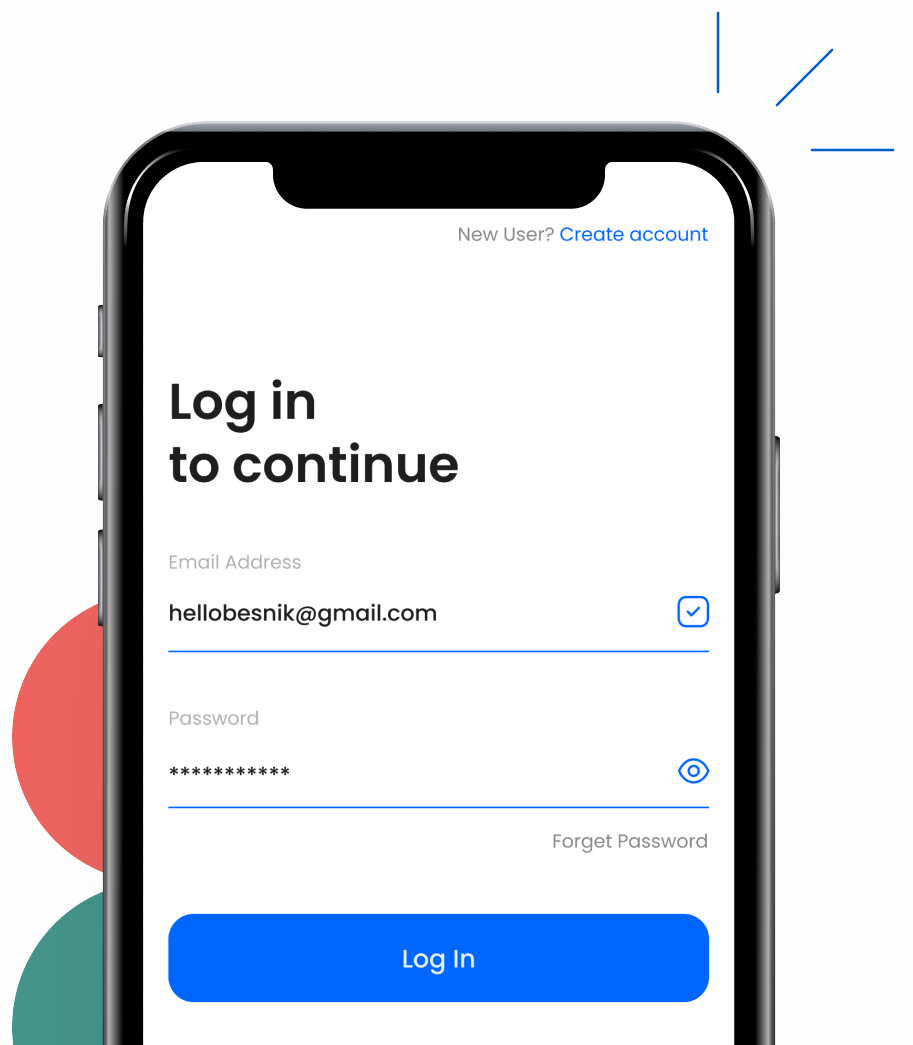 New User? Create account
Log in
to continue
Email Address
hellobesnik@gmail.com
Password
***********
Forget Password
Log In